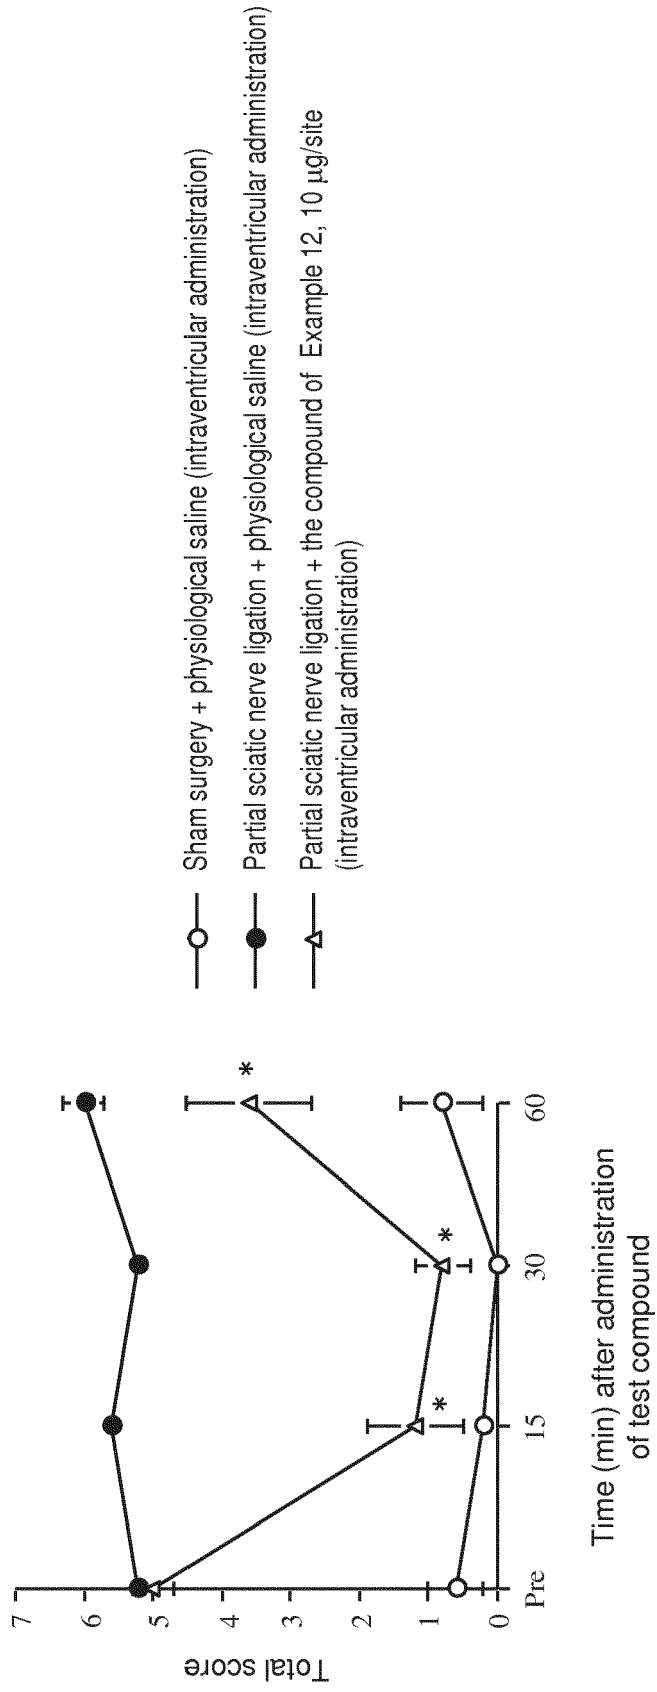 Total score
7
6
5
4
3
2
1
0
*
*
*
Pre
15
30
60
Time (min) after administration
of test compound
Sham surgery + physiological saline (intraventricular administration)
Partial sciatic nerve ligation + physiological saline (intraventricular administration)
Partial sciatic nerve ligation + the compound of Example 12, 10 μg/site
(intraventricular administration)